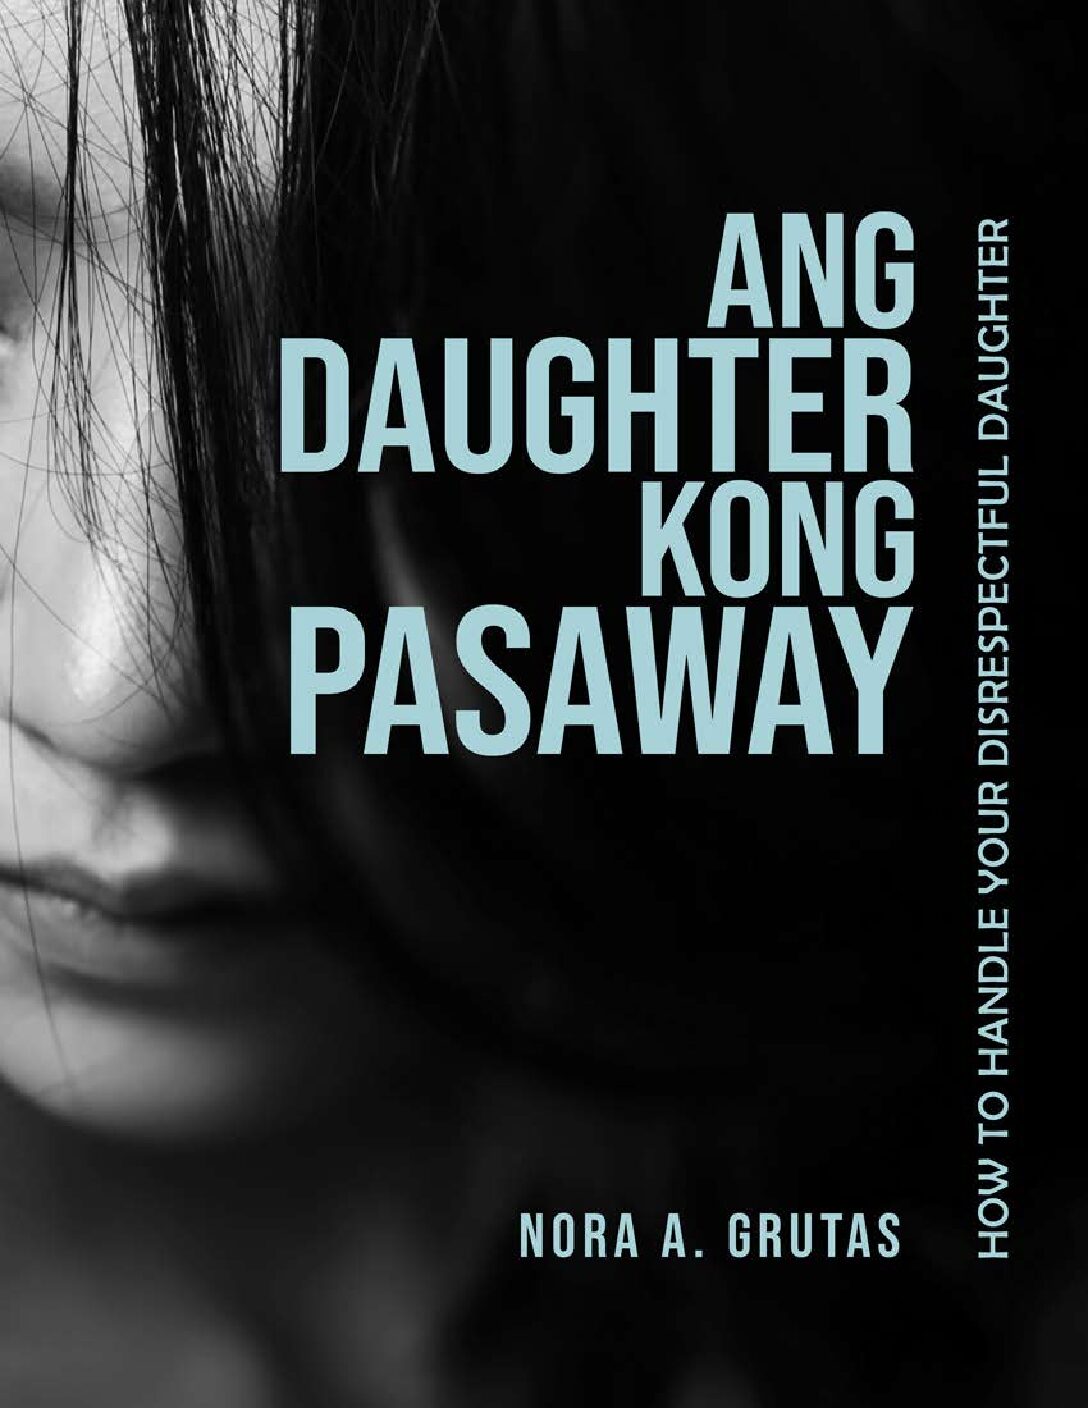 ANG
DAUGHTER
KONG
PASAWAY
HOW TO HANDLE YOUR DISRESPECTFUL DAUGHTER
NORA A. GRUTAS